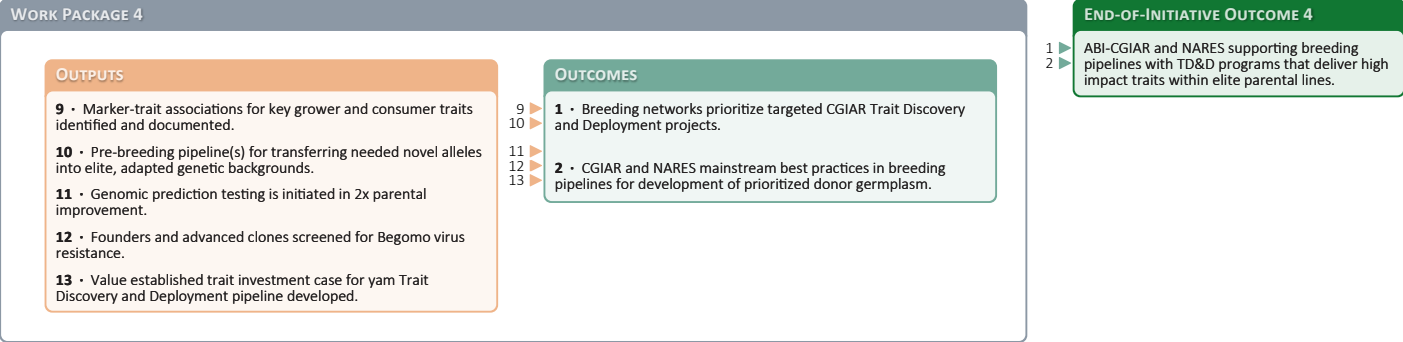 WORK PACKAGE 4
OUTPUTS
9 · Marker-trait associations for key grower and consumer traits
identified and documented.
10 · Pre-breeding pipeline(s) for transferring needed novel alleles
into elite, adapted genetic backgrounds.
11 · Genomic prediction testing is initiated in 2x parental
improvement.
12 · Founders and advanced clones screened for Begomo virus
resistance.
13 · Value established trait investment case for yam Trait
Discovery and Deployment pipeline developed.
OUTCOMES
9
10
11
12
13
1 · Breeding networks prioritize targeted CGIAR Trait Discovery
and Deployment projects.
2 · CGIAR and NARES mainstream best practices in breeding
pipelines for development of prioritized donor germplasm.
END-OF-INITIATIVE OUTCOME 4
1
2
ABI-CGIAR and NARES supporting breeding
pipelines with TD&D programs that deliver high
impact traits within elite parental lines.